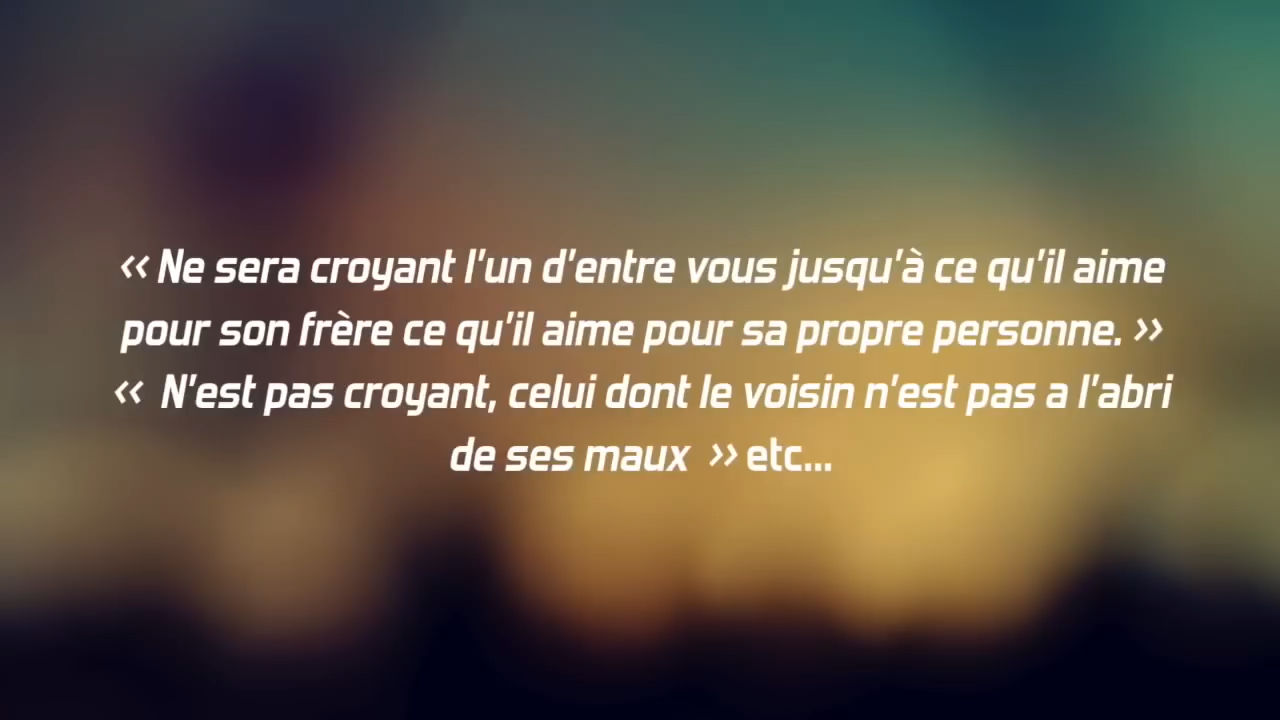 « Ne sera croyant l'un d'entre vous jusqu'à ce qu'il aime
pour son frère ce qu'il aime pour sa propre personne. »
«  N'est pas croyant, celui dont le voisin n'est pas a l'abri
de ses maux  » etc...